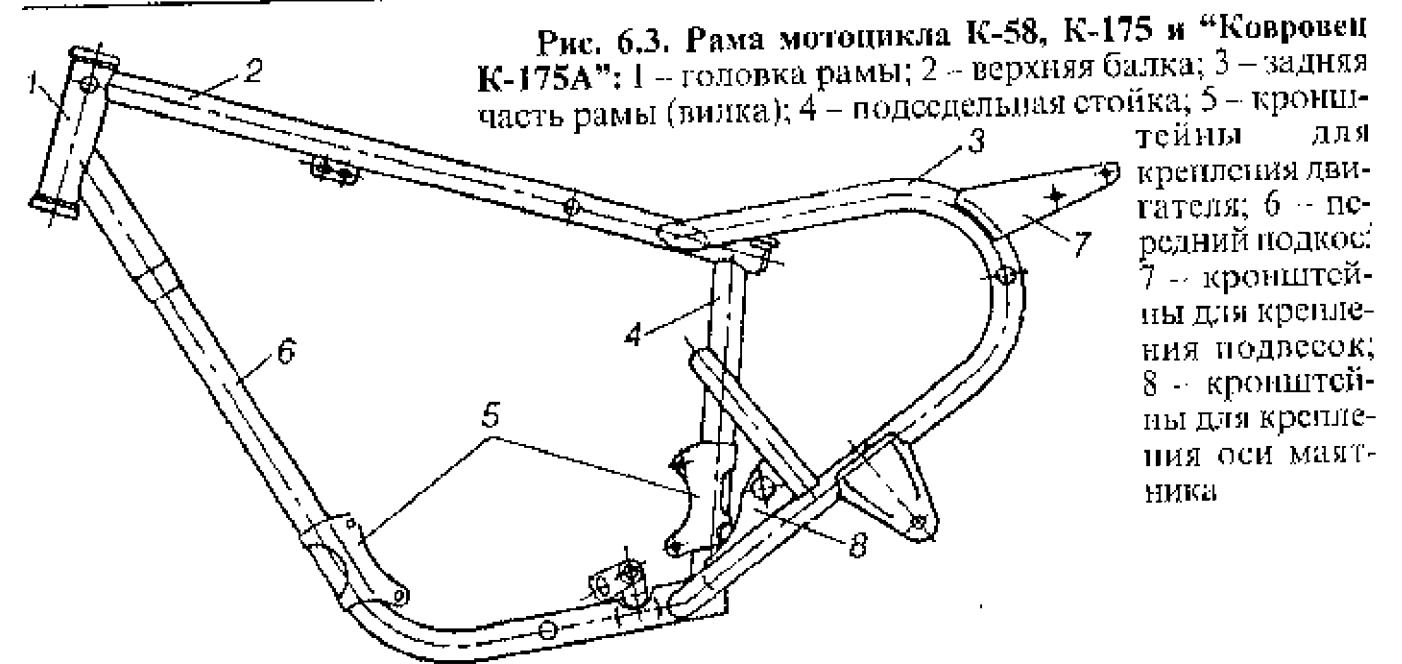 Рис. 6.3. Рама мотоцикла К-58, К-175 и “Ковровец
К-175А”: 1 – головка рамы; 2 – верхняя балка; 3 – задняя
часть рамы (вилка); 4 – подседельная стойка; 5 – кронш-
тейны для
крепления дви-
гателя; 6 – пе-
редний подкос;
7 – кронштей-
ны для крепле-
ния подвесок;
8 – кронштей-
ны для крепле-
ния оси маят-
ника
1
2
3
7
4
6
5
8